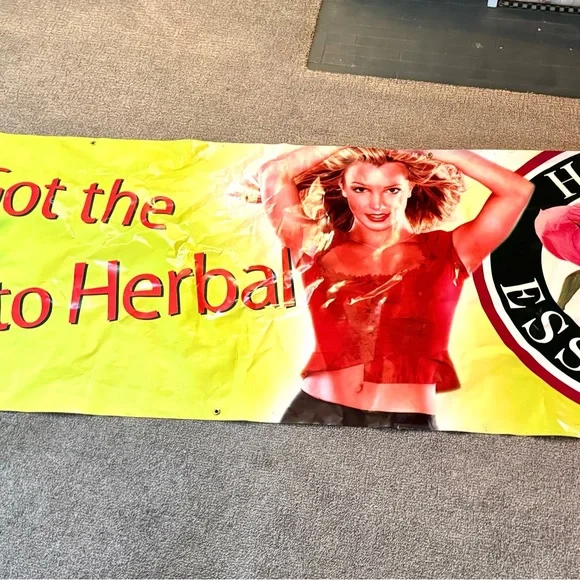 Got the
to Herbal
H
ESS